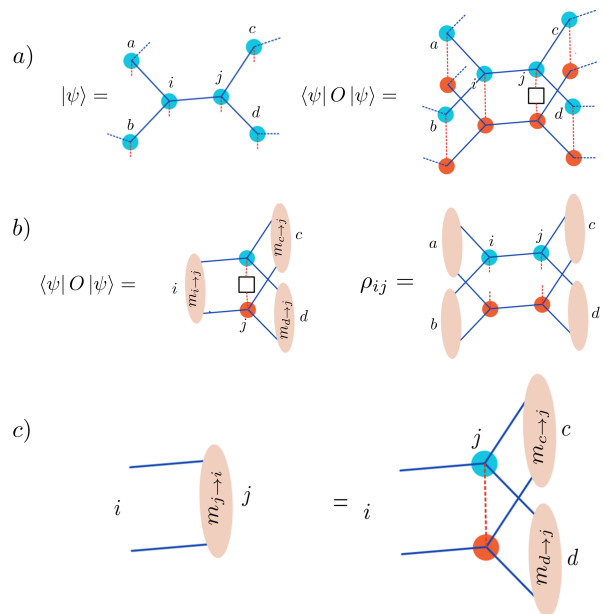 a)
|ψ⟩ =
a
b
i
j
c
d
⟨ψ| O |ψ⟩ =
a
b
i
j
c
d
b)
⟨ψ| O |ψ⟩ =
i
m_{i→j}
m_{c→j}
c
m_{d→j}
d
j
ρ_{ij} =
a
b
i
j
c
d
c)
i
m_{j→i}
j
=
i
j
m_{c→j}
c
m_{d→j}
d